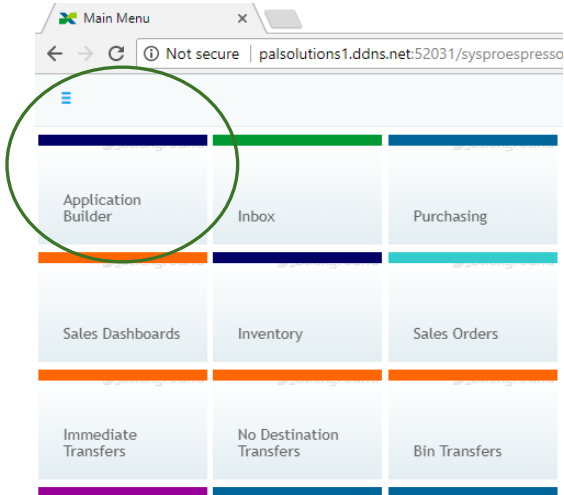 Main Menu
Not secure | palsolutions1.ddns.net:52031/sysproespresso
Application
Builder
Inbox
Purchasing
Sales Dashboards
Inventory
Sales Orders
Immediate
Transfers
No Destination
Transfers
Bin Transfers